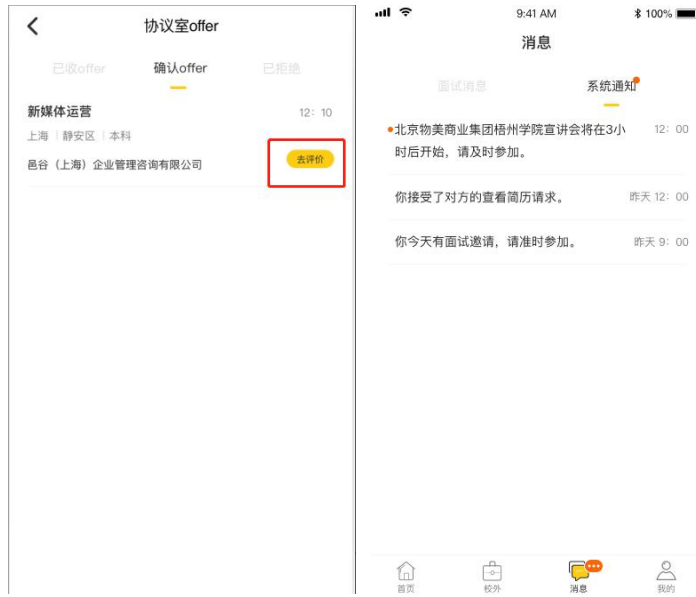 协议室offer
已收offer 确认offer 已拒绝
新媒体运营 12: 10
上海 静安区 本科
邑谷（上海）企业管理咨询有限公司 去评价
9:41 AM 100%
消息
面试消息 系统通知
北京物美商业集团梧州学院宣讲会将在3小 12: 00
时后开始，请及时参加。
你接受了对方的查看简历请求。 昨天 12: 00
你今天有面试邀请，请准时参加。 昨天 9: 00
首页 校外 消息 我的